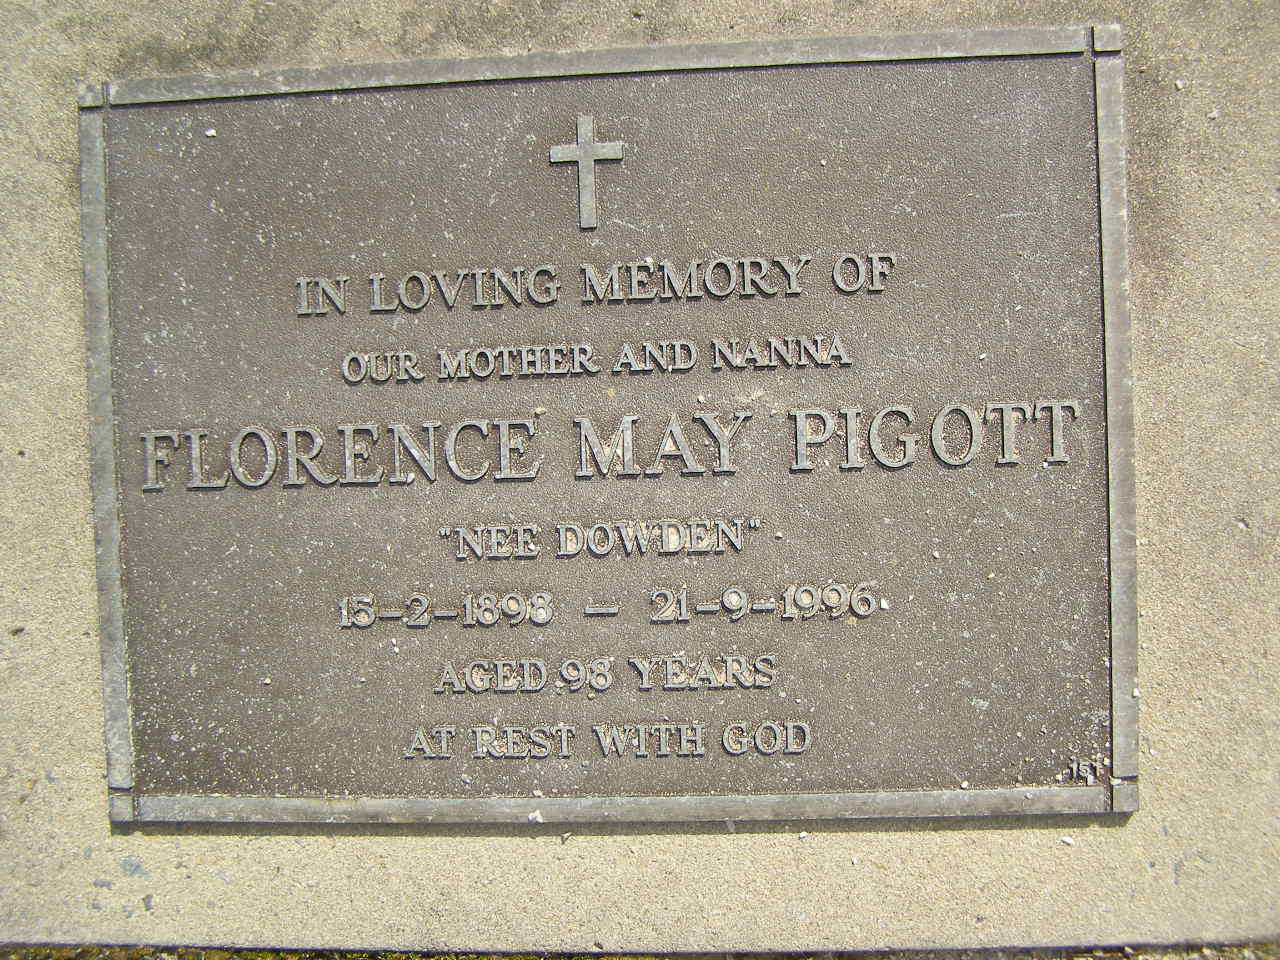 IN LOVING MEMORY OF
OUR MOTHER AND NANNA
FLORENCE MAY PIGOTT
"NEE DOWDEN"
15-2-1898 - 21-9-1996
AGED 98 YEARS
AT REST WITH GOD
151